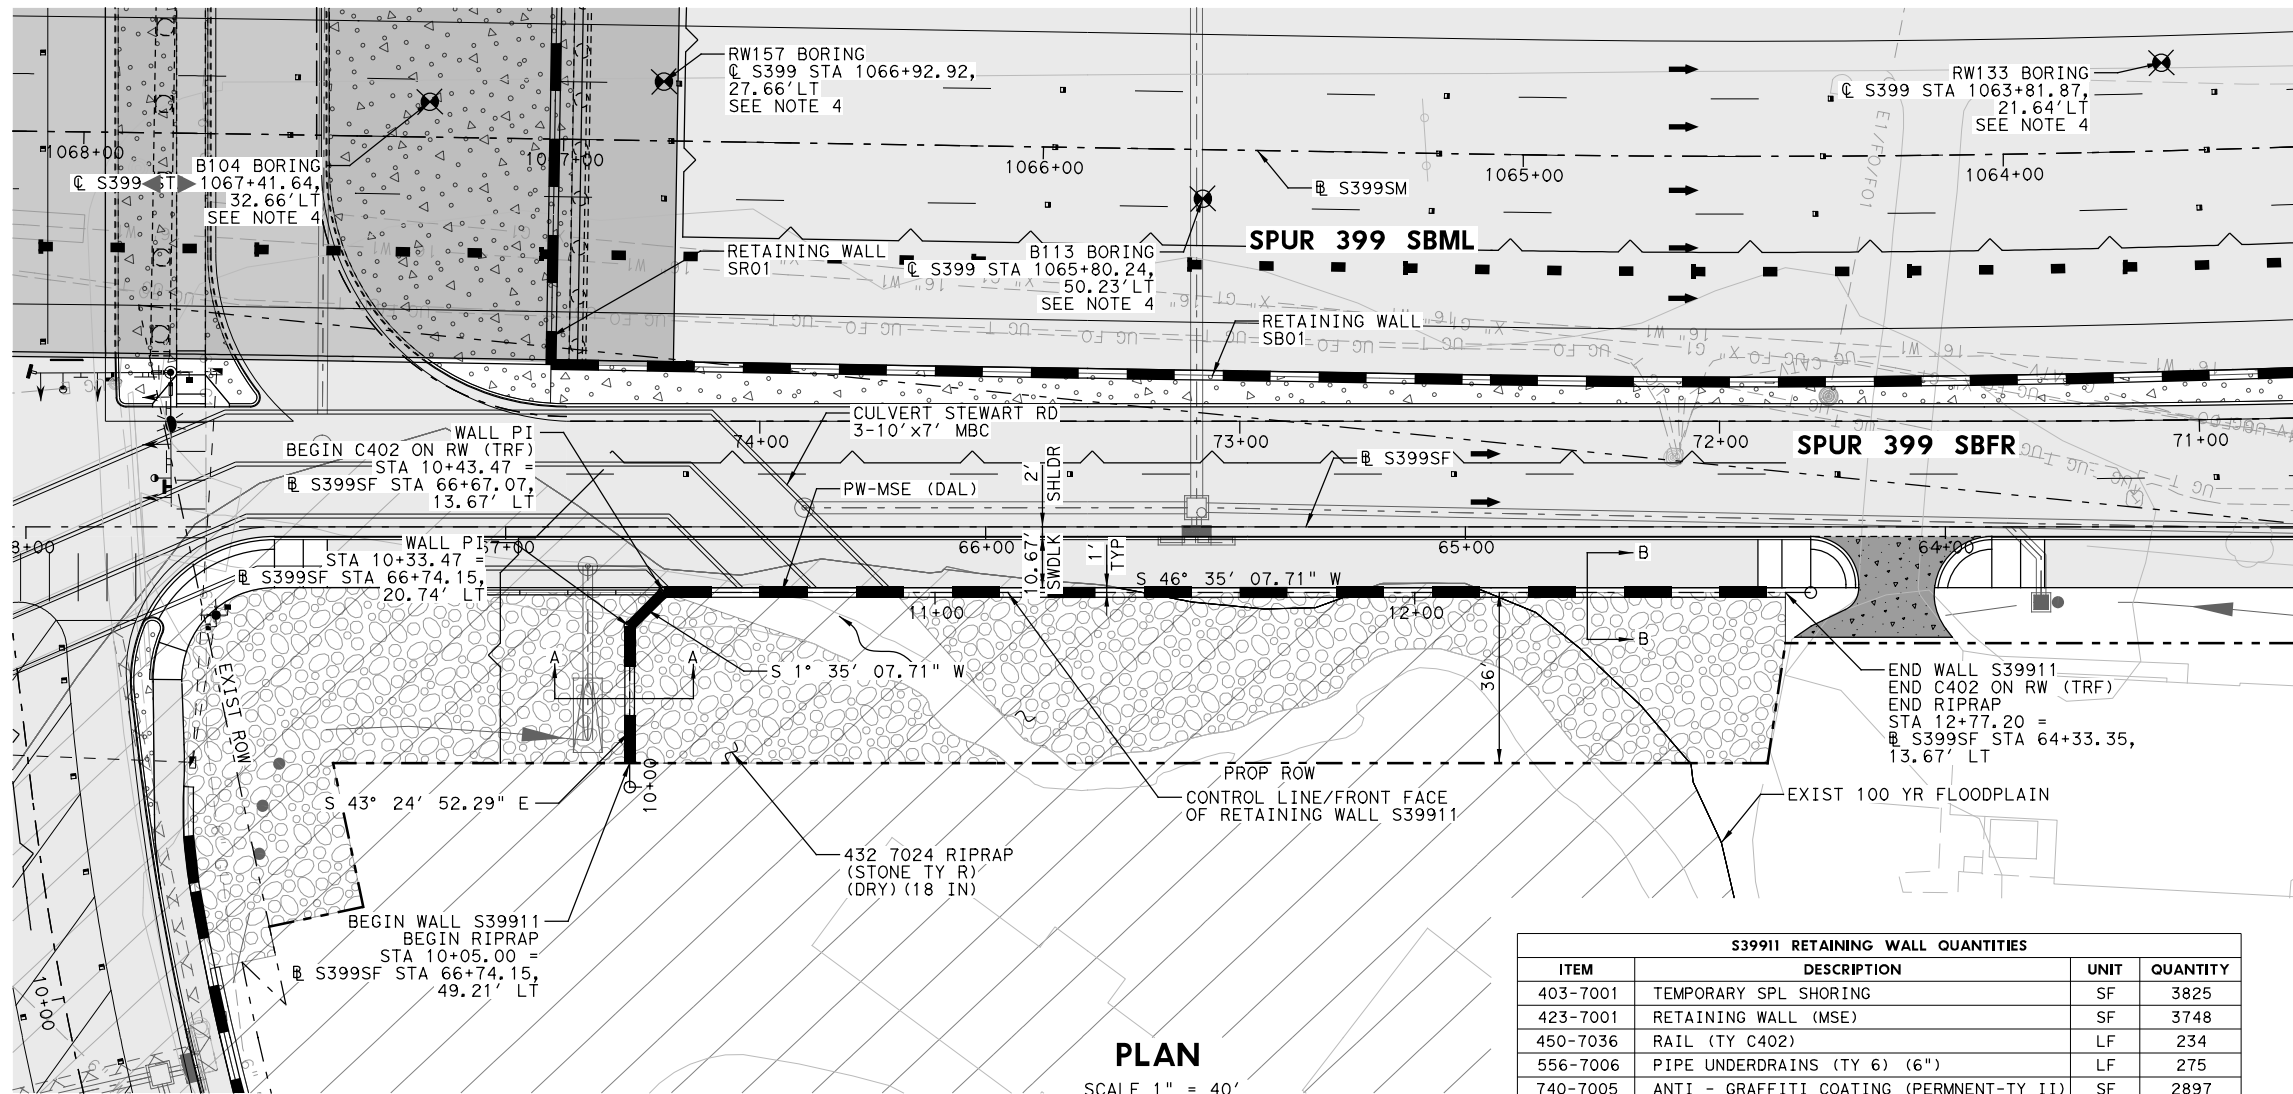 RW157 BORING
℄ S399 STA 1066+92.92,
27.66'LT
SEE NOTE 4
RW133 BORING
℄ S399 STA 1063+81.87,
21.64'LT
SEE NOTE 4
E1/F0/F01
1068+00
1067+00
1066+00
1065+00
1064+00
B104 BORING
1067+41.64,
32.66'LT
SEE NOTE 4
B S399SM
SPUR 399 SBML
RETAINING WALL
SR01
B113 BORING
℄ S399 STA 1065+80.24,
50.23'LT
SEE NOTE 4
RETAINING WALL
SB01
CULVERT STEWART RD
3-10'x7' MBC
74+00
73+00
72+00
71+00
SPUR 399 SBFR
WALL PI
BEGIN C402 ON RW (TRF)
STA 10+43.47 =
B S399SF STA 66+67.07,
13.67' LT
PW-MSE (DAL)
2'
SHLDR
B S399SF
WALL PI
STA 10+33.47 =
B S399SF STA 66+74.15,
20.74' LT
66+00
65+00
64+00
10.67'
SWDLK
1'
TYP
S 46° 35' 07.71" W
B
B
11+00
12+00
EXIST ROW
A
A
S 1° 35' 07.71" W
36'
END WALL S39911
END C402 ON RW (TRF)
END RIPRAP
STA 12+77.20 =
B S399SF STA 64+33.35,
13.67' LT
S 43° 24' 52.29" E
10+00
PROP ROW
CONTROL LINE/FRONT FACE
OF RETAINING WALL S39911
EXIST 100 YR FLOODPLAIN
432 7024 RIPRAP
(STONE TY R)
(DRY)(18 IN)
BEGIN WALL S39911
BEGIN RIPRAP
STA 10+05.00 =
B S399SF STA 66+74.15,
49.21' LT
10+00
PLAN
SCALE 1" = 40'
S39911 RETAINING WALL QUANTITIES
ITEM DESCRIPTION UNIT QUANTITY
403-7001 TEMPORARY SPL SHORING SF 3825
423-7001 RETAINING WALL (MSE) SF 3748
450-7036 RAIL (TY C402) LF 234
556-7006 PIPE UNDERDRAINS (TY 6) (6") LF 275
740-7005 ANTI - GRAFFITI COATING (PERMNENT-TY II) SF 2897